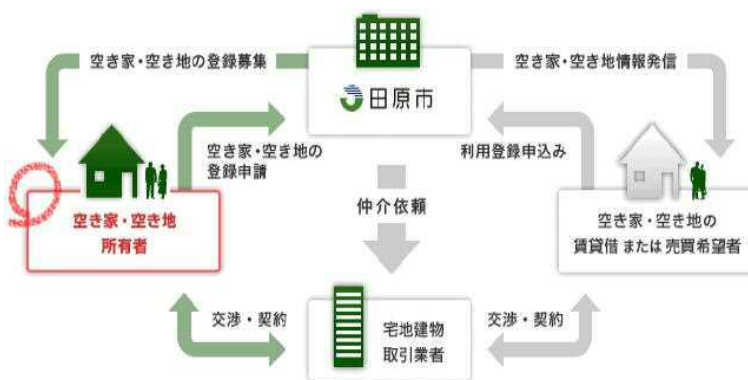 空き家・空き地の登録募集
空き家・空き地情報発信
田原市
空き家・空き地の
登録申請
利用登録申込み
仲介依頼
空き家・空き地
所有者
空き家・空き地の
賃貸借 または 売買希望者
交渉・契約
宅地建物
取引業者
交渉・契約